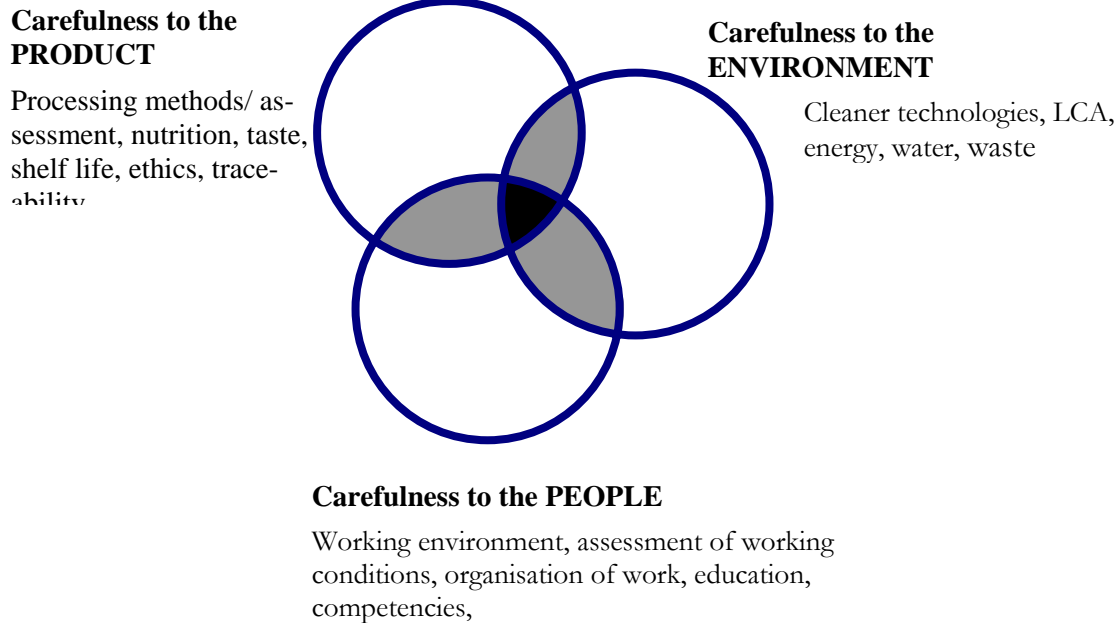 Carefulness to the
PRODUCT
Processing methods/ as-
sessment, nutrition, taste,
shelf life, ethics, trace-
ability
Carefulness to the
ENVIRONMENT
Cleaner technologies, LCA,
energy, water, waste
Carefulness to the PEOPLE
Working environment, assessment of working
conditions, organisation of work, education,
competencies,